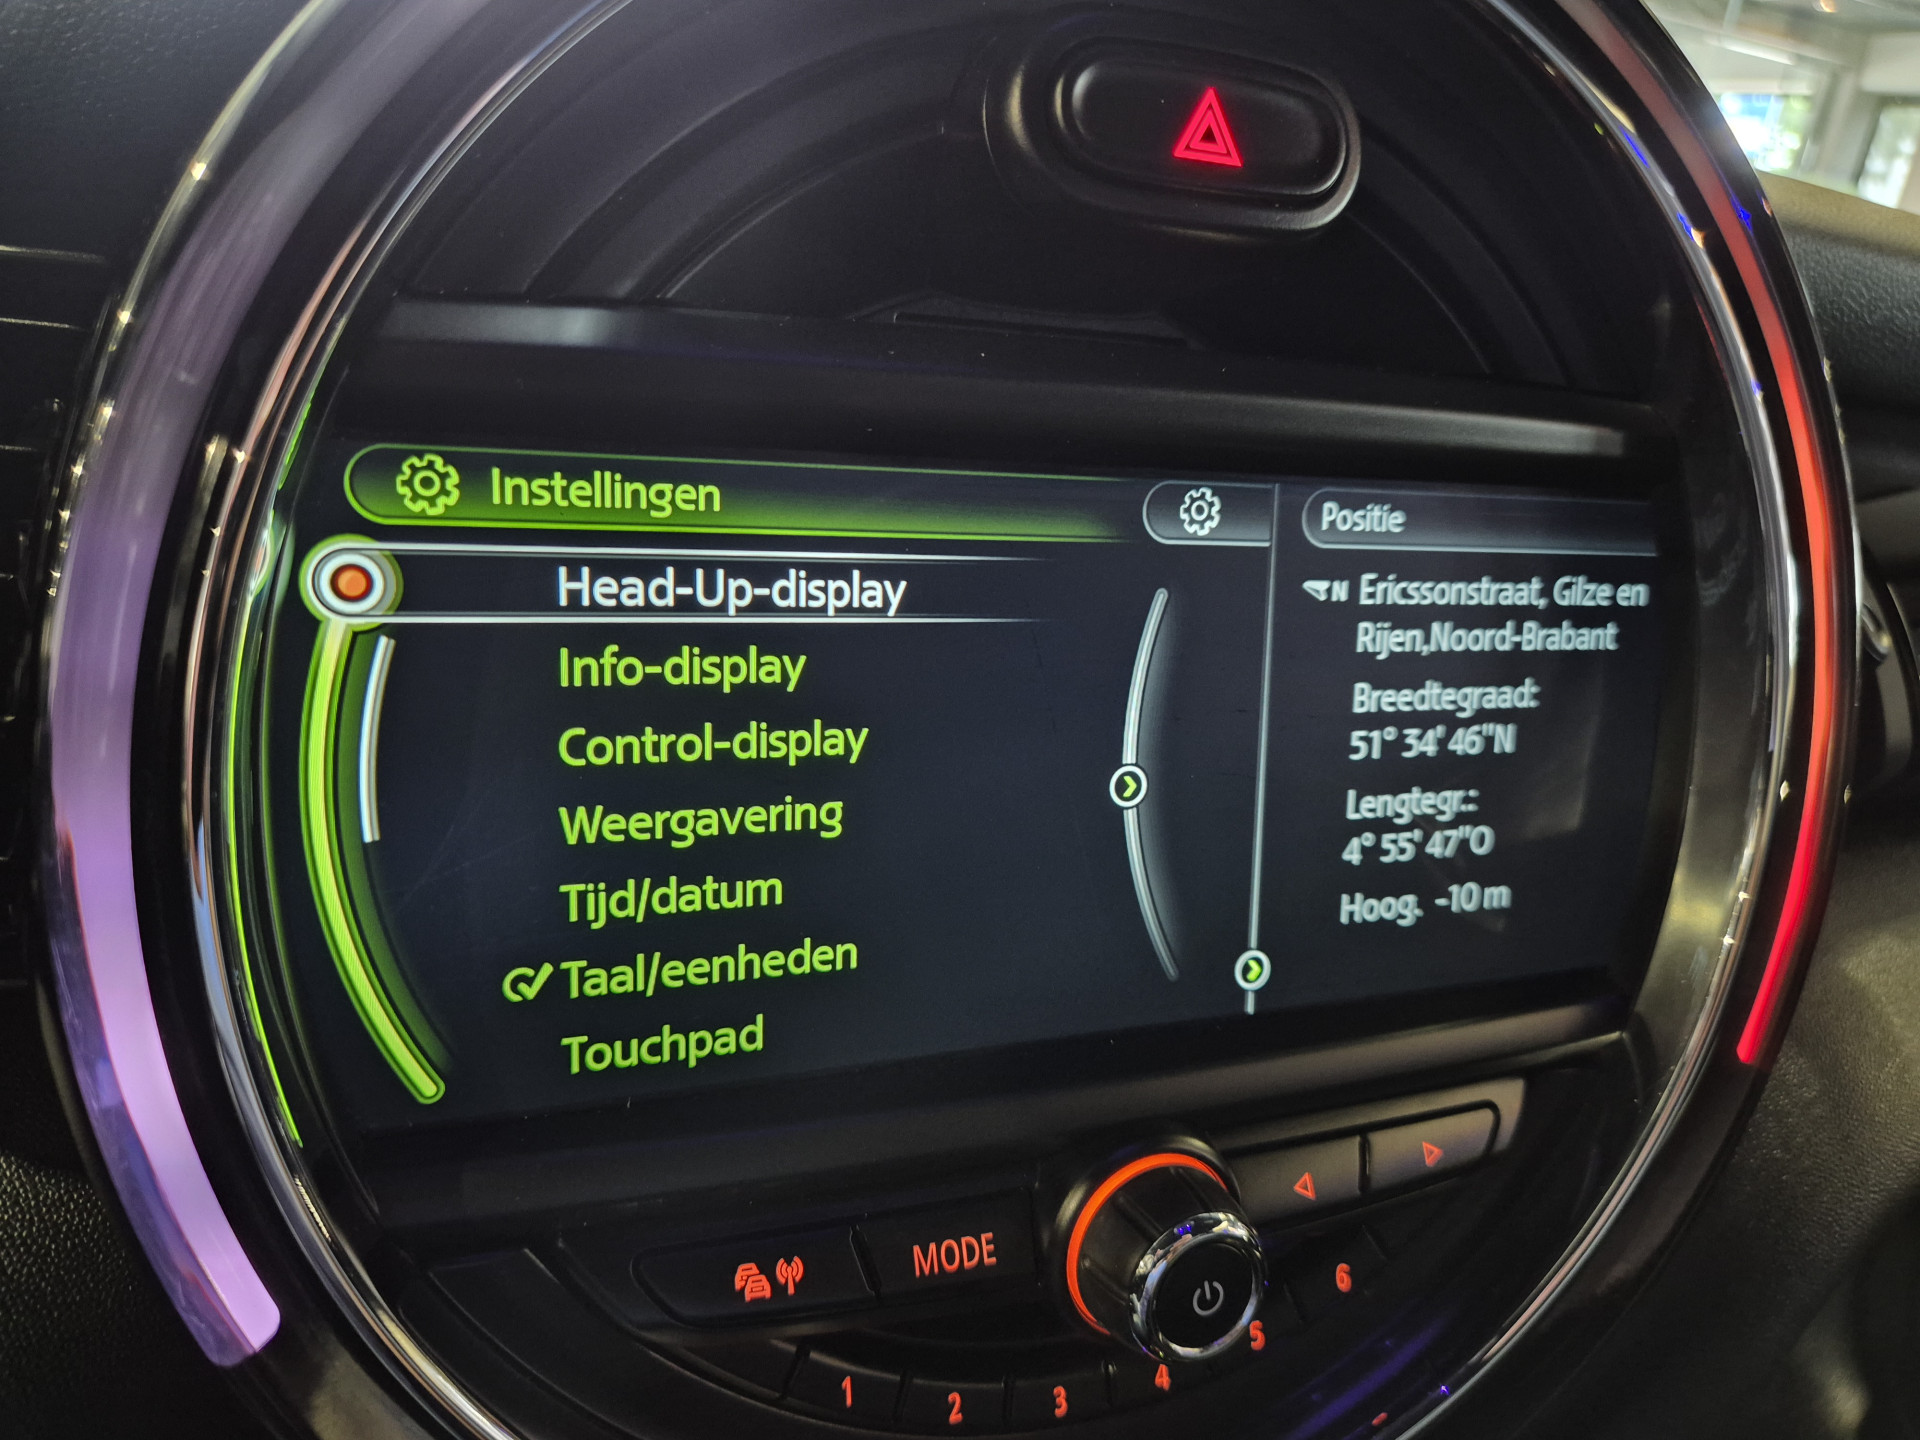 Instellingen
Head-Up-display
Info-display
Control-display
Weergavering
Tijd/datum
Taal/eenheden
Touchpad
Positie
N Ericssonstraat, Gilze en
Rijen,Noord-Brabant
Breedtegraad:
51° 34' 46"N
Lengtegr.:
4° 55' 47"O
Hoog. -10 m
MODE
1
2
3
4
5
6